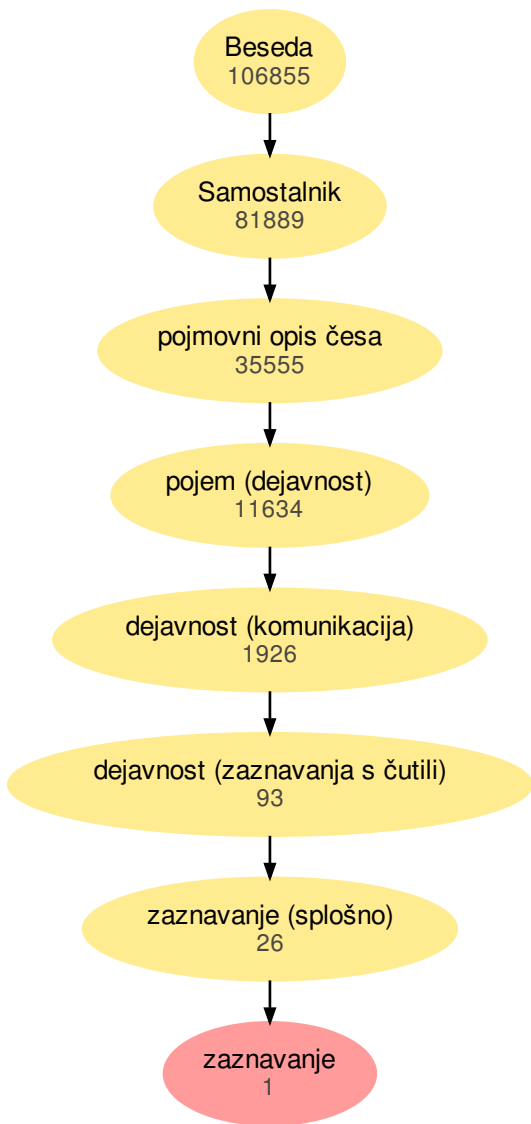 Beseda
106855
Samostalnik
81889
pojmovni opis česa
35555
pojem (dejavnost)
11634
dejavnost (komunikacija)
1926
dejavnost (zaznavanja s čutili)
93
zaznavanje (splošno)
26
zaznavanje
1